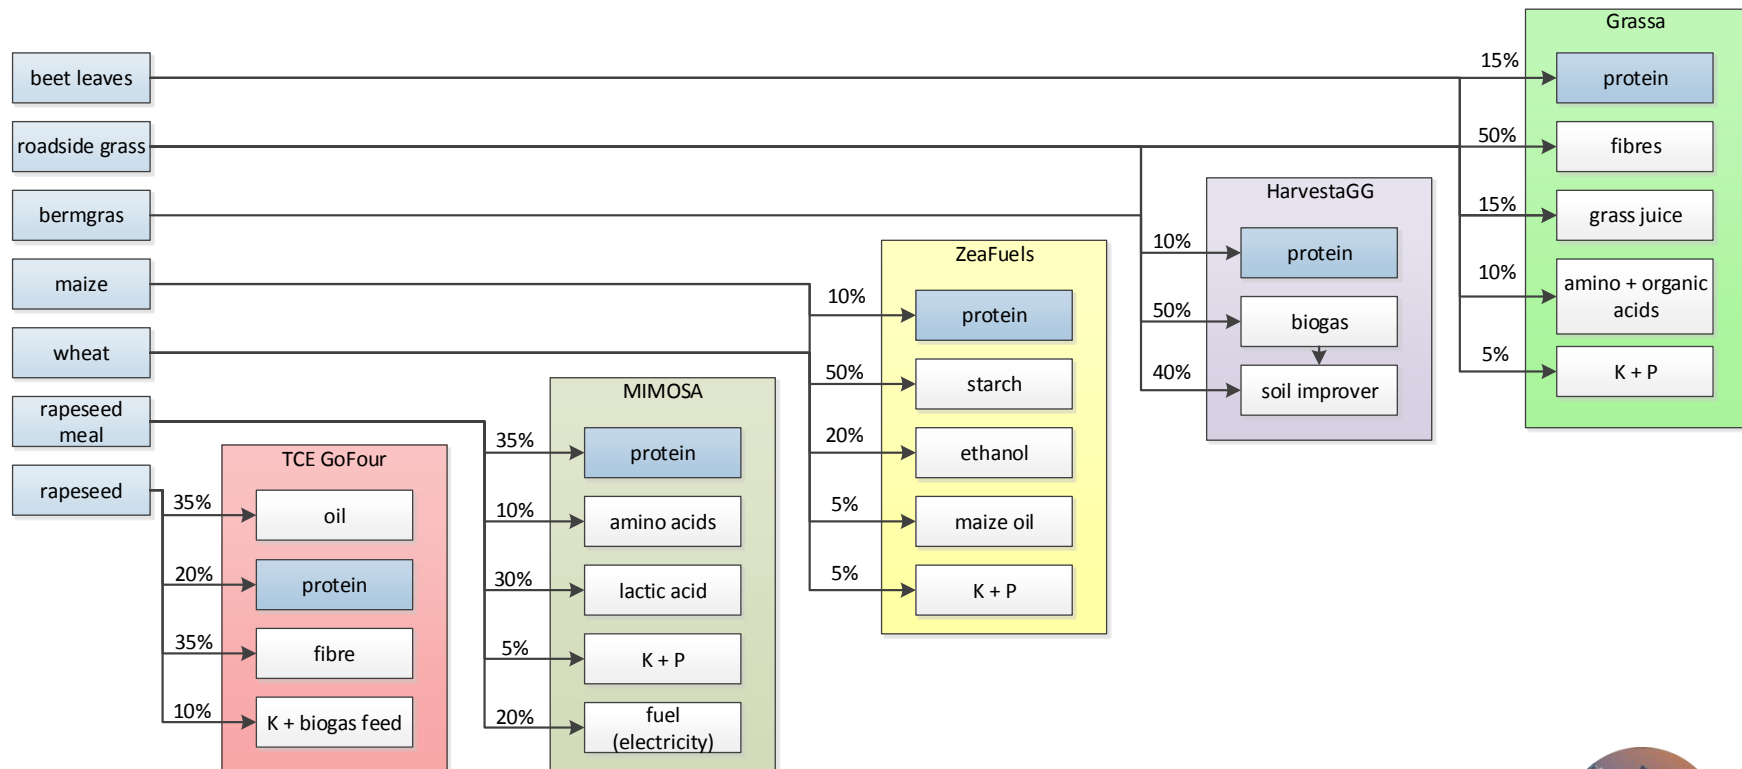 beet leaves
roadside grass
bermgras
maize
wheat
rapeseed
meal
rapeseed
TCE GoFour
35%
oil
20%
protein
35%
fibre
10%
K + biogas feed
MIMOSA
35%
protein
10%
amino acids
30%
lactic acid
5%
K + P
20%
fuel
(electricity)
ZeaFuels
10%
protein
50%
starch
20%
ethanol
5%
maize oil
5%
K + P
HarvestaGG
10%
protein
50%
biogas
40%
soil improver
Grassa
15%
protein
50%
fibres
15%
grass juice
10%
amino + organic
acids
5%
K + P